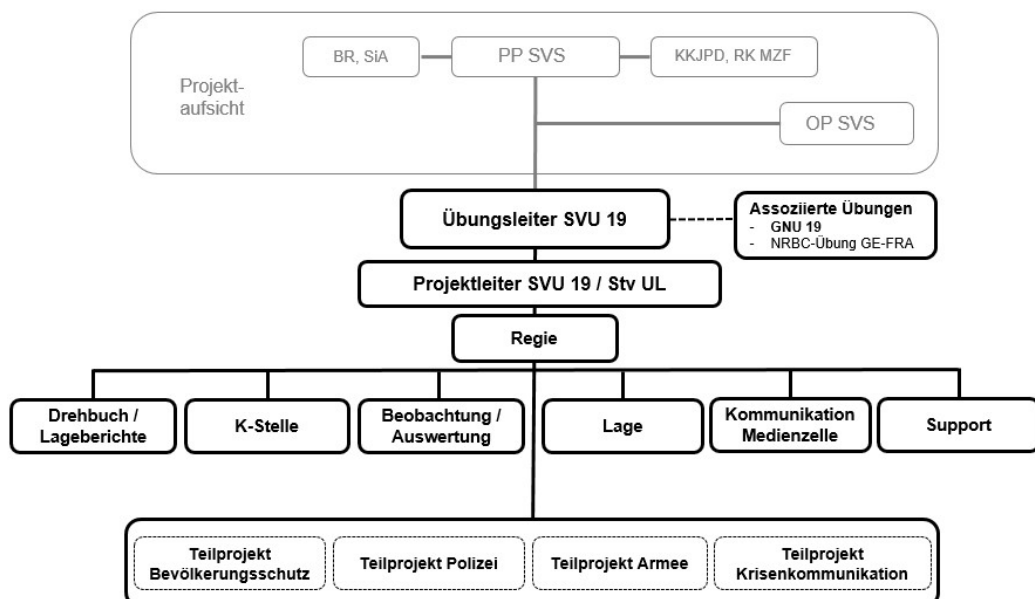 BR, SiA
PP SVS
KKJPD, RK MZF
Projekt-
aufsicht
OP SVS
Übungsleiter SVU 19
Assoziierte Übungen
- GNU 19
- NRBC-Übung GE-FRA
Projektleiter SVU 19 / Stv UL
Regie
Drehbuch /
Lageberichte
K-Stelle
Beobachtung /
Auswertung
Lage
Kommunikation
Medienzelle
Support
Teilprojekt
Bevölkerungsschutz
Teilprojekt Polizei
Teilprojekt Armee
Teilprojekt
Krisenkommunikation